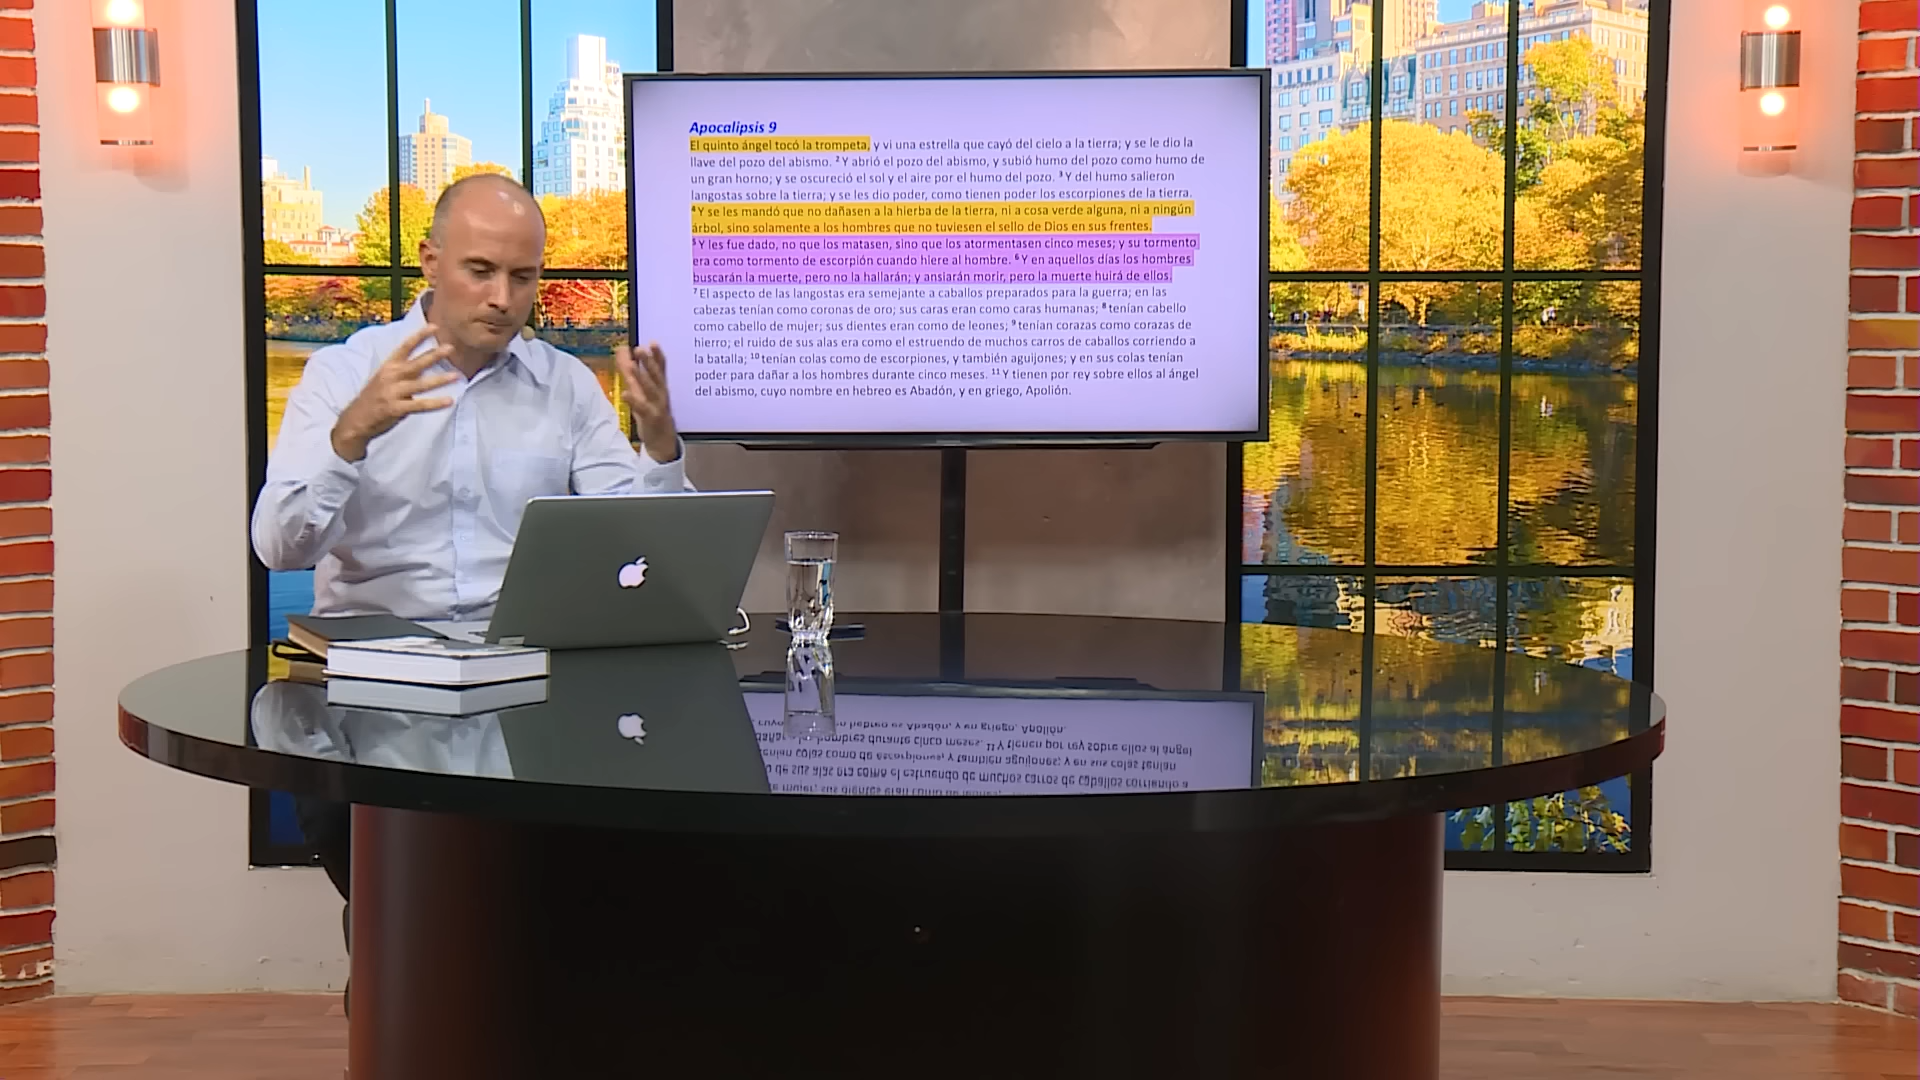 Apocalipsis 9
El quinto ángel tocó la trompeta, y vi una estrella que cayó del cielo a la tierra; y se le dio la
llave del pozo del abismo. ² Y abrió el pozo del abismo, y subió humo del pozo como humo de
un gran horno; y se oscureció el sol y el aire por el humo del pozo. ³ Y del humo salieron
langostas sobre la tierra; y se les dio poder, como tienen poder los escorpiones de la tierra.
⁴ Y se les mandó que no dañasen a la hierba de la tierra, ni a cosa verde alguna, ni a ningún
árbol, sino solamente a los hombres que no tuviesen el sello de Dios en sus frentes.
⁵ Y les fue dado, no que los matasen, sino que los atormentasen cinco meses; y su tormento
era como tormento de escorpión cuando hiere al hombre. ⁶ Y en aquellos días los hombres
buscarán la muerte, pero no la hallarán; y ansiarán morir, pero la muerte huirá de ellos.
⁷ El aspecto de las langostas era semejante a caballos preparados para la guerra; en las
cabezas tenían como coronas de oro; sus caras eran como caras humanas; ⁸ tenían cabello
como cabello de mujer; sus dientes eran como de leones; ⁹ tenían corazas como corazas de
hierro; el ruido de sus alas era como el estruendo de muchos carros de caballos corriendo a
la batalla; ¹⁰ tenían colas como de escorpiones, y también aguijones; y en sus colas tenían
poder para dañar a los hombres durante cinco meses. ¹¹ Y tienen por rey sobre ellos al ángel
del abismo, cuyo nombre en hebreo es Abadón, y en griego, Apolión.